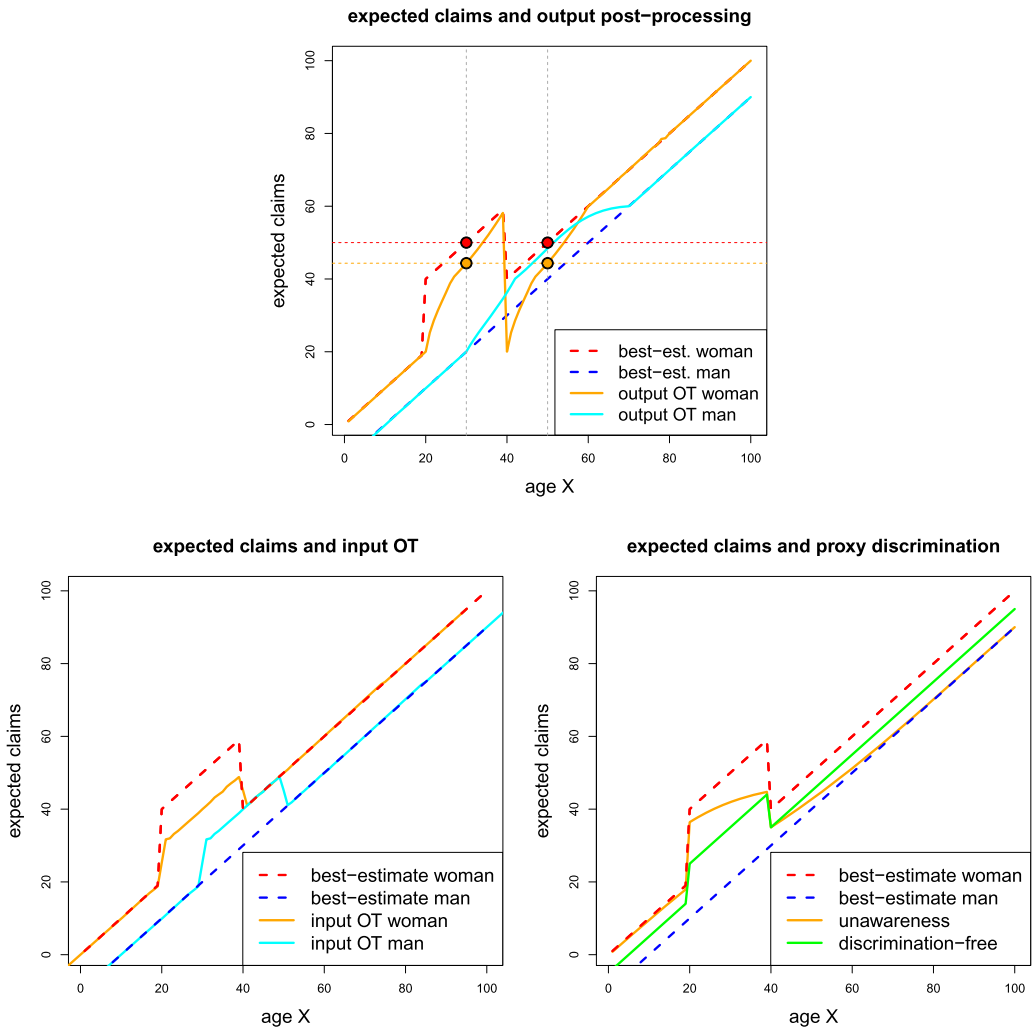 expected claims and output post−processing
expected claims
100
80
60
40
20
0
best−est. woman
best−est. man
output OT woman
output OT man
0 20 40 60 80 100
age X
expected claims and input OT
expected claims
100
80
60
40
20
0
best−estimate woman
best−estimate man
input OT woman
input OT man
0 20 40 60 80 100
age X
expected claims and proxy discrimination
expected claims
100
80
60
40
20
0
best−estimate woman
best−estimate man
unawareness
discrimination−free
0 20 40 60 80 100
age X